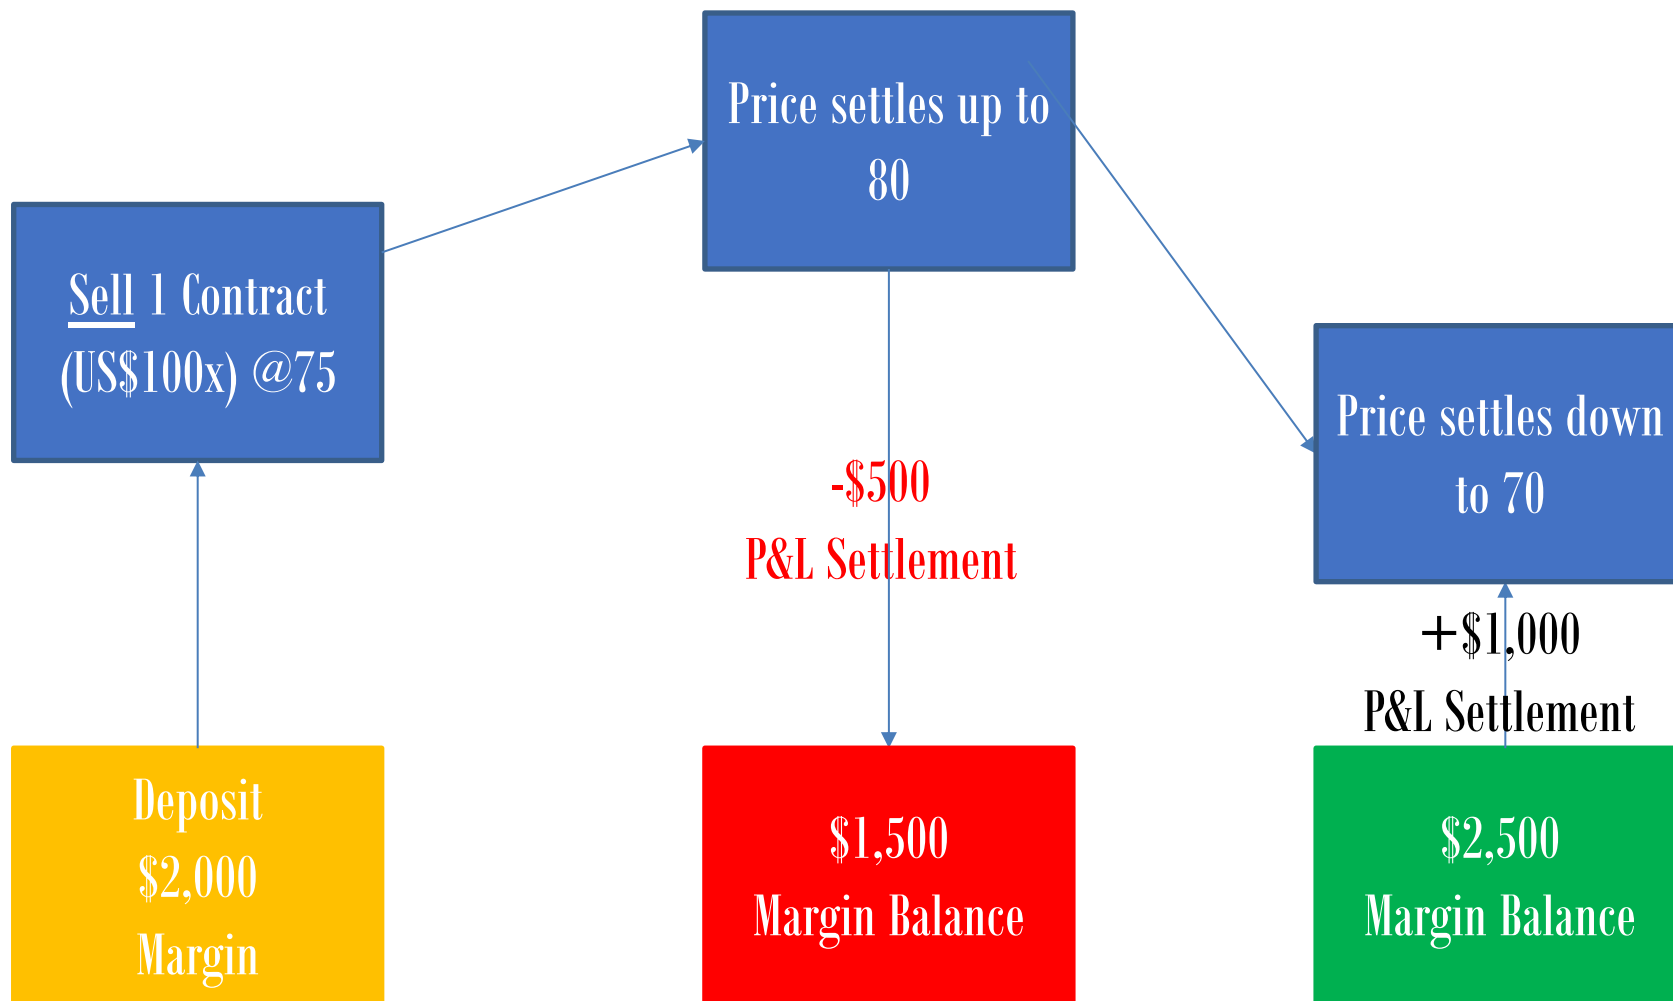 Price settles up to
80
Sell 1 Contract
(US$100x) @75
Price settles down
to 70
-$500
P&L Settlement
+$1,000
P&L Settlement
Deposit
$2,000
Margin
$1,500
Margin Balance
$2,500
Margin Balance